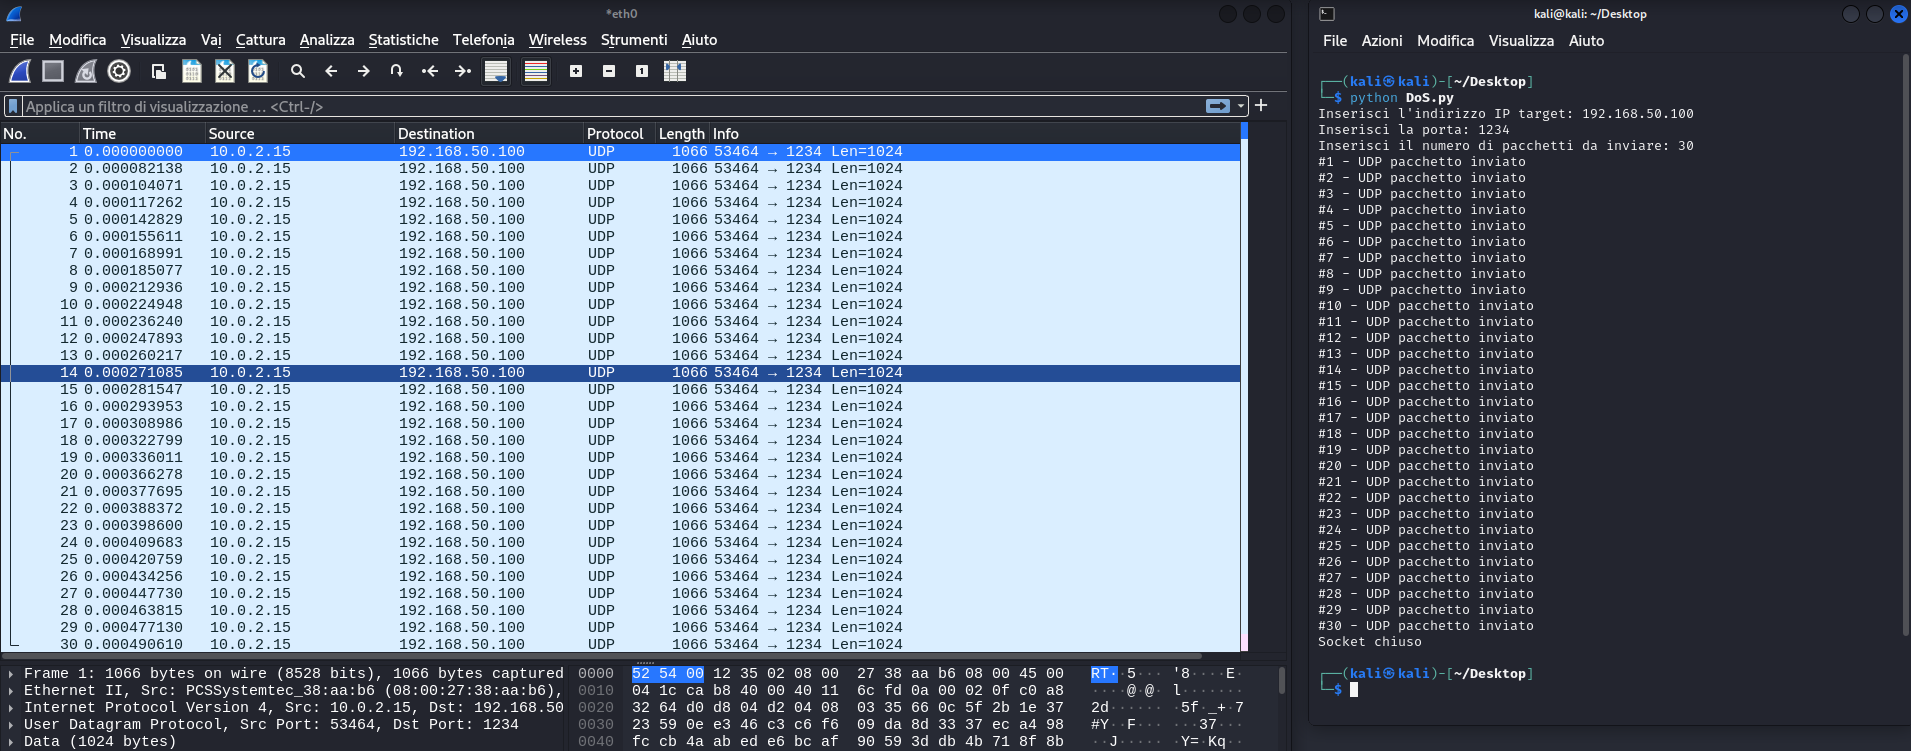 *eth0
File Modifica Visualizza Vai Cattura Analizza Statistiche Telefonia Wireless Strumenti Aiuto
Applica un filtro di visualizzazione … <Ctrl-/>
No. Time Source Destination Protocol Length Info
1 0.000000000 10.0.2.15 192.168.50.100 UDP 1066 53464 → 1234 Len=1024
2 0.000082138 10.0.2.15 192.168.50.100 UDP 1066 53464 → 1234 Len=1024
3 0.000104071 10.0.2.15 192.168.50.100 UDP 1066 53464 → 1234 Len=1024
4 0.000117262 10.0.2.15 192.168.50.100 UDP 1066 53464 → 1234 Len=1024
5 0.000142829 10.0.2.15 192.168.50.100 UDP 1066 53464 → 1234 Len=1024
6 0.000155611 10.0.2.15 192.168.50.100 UDP 1066 53464 → 1234 Len=1024
7 0.000168991 10.0.2.15 192.168.50.100 UDP 1066 53464 → 1234 Len=1024
8 0.000185077 10.0.2.15 192.168.50.100 UDP 1066 53464 → 1234 Len=1024
9 0.000212936 10.0.2.15 192.168.50.100 UDP 1066 53464 → 1234 Len=1024
10 0.000224948 10.0.2.15 192.168.50.100 UDP 1066 53464 → 1234 Len=1024
11 0.000236240 10.0.2.15 192.168.50.100 UDP 1066 53464 → 1234 Len=1024
12 0.000247893 10.0.2.15 192.168.50.100 UDP 1066 53464 → 1234 Len=1024
13 0.000260217 10.0.2.15 192.168.50.100 UDP 1066 53464 → 1234 Len=1024
14 0.000271085 10.0.2.15 192.168.50.100 UDP 1066 53464 → 1234 Len=1024
15 0.000281547 10.0.2.15 192.168.50.100 UDP 1066 53464 → 1234 Len=1024
16 0.000293953 10.0.2.15 192.168.50.100 UDP 1066 53464 → 1234 Len=1024
17 0.000308986 10.0.2.15 192.168.50.100 UDP 1066 53464 → 1234 Len=1024
18 0.000322799 10.0.2.15 192.168.50.100 UDP 1066 53464 → 1234 Len=1024
19 0.000336011 10.0.2.15 192.168.50.100 UDP 1066 53464 → 1234 Len=1024
20 0.000366278 10.0.2.15 192.168.50.100 UDP 1066 53464 → 1234 Len=1024
21 0.000377695 10.0.2.15 192.168.50.100 UDP 1066 53464 → 1234 Len=1024
22 0.000388372 10.0.2.15 192.168.50.100 UDP 1066 53464 → 1234 Len=1024
23 0.000398600 10.0.2.15 192.168.50.100 UDP 1066 53464 → 1234 Len=1024
24 0.000409683 10.0.2.15 192.168.50.100 UDP 1066 53464 → 1234 Len=1024
25 0.000420759 10.0.2.15 192.168.50.100 UDP 1066 53464 → 1234 Len=1024
26 0.000434256 10.0.2.15 192.168.50.100 UDP 1066 53464 → 1234 Len=1024
27 0.000447730 10.0.2.15 192.168.50.100 UDP 1066 53464 → 1234 Len=1024
28 0.000463815 10.0.2.15 192.168.50.100 UDP 1066 53464 → 1234 Len=1024
29 0.000477130 10.0.2.15 192.168.50.100 UDP 1066 53464 → 1234 Len=1024
30 0.000490610 10.0.2.15 192.168.50.100 UDP 1066 53464 → 1234 Len=1024
Frame 1: 1066 bytes on wire (8528 bits), 1066 bytes captured
Ethernet II, Src: PCSSystemtec_38:aa:b6 (08:00:27:38:aa:b6),
Internet Protocol Version 4, Src: 10.0.2.15, Dst: 192.168.50
User Datagram Protocol, Src Port: 53464, Dst Port: 1234
Data (1024 bytes)
0000 52 54 00 12 35 02 08 00 27 38 aa b6 08 00 45 00 RT··5··· '8····E·
0010 04 1c ca b8 40 00 40 11 6c fd 0a 00 02 0f c0 a8 ····@·@· l·······
0020 32 64 d0 d8 04 d2 04 08 03 35 66 0c 5f 2b 1e 37 2d······ ·5f·_+·7
0030 23 59 0e e3 46 c3 c6 f6 09 da 8d 33 37 ec a4 98 #Y··F··· ···37···
0040 fc cb 4a ab ed e6 bc af 90 59 3d db 4b 71 8f 8b ··J····· ·Y=·Kq··
kali@kali: ~/Desktop
File Azioni Modifica Visualizza Aiuto
┌──(kali㉿kali)-[~/Desktop]
└─$ python DoS.py
Inserisci l'indirizzo IP target: 192.168.50.100
Inserisci la porta: 1234
Inserisci il numero di pacchetti da inviare: 30
#1 - UDP pacchetto inviato
#2 - UDP pacchetto inviato
#3 - UDP pacchetto inviato
#4 - UDP pacchetto inviato
#5 - UDP pacchetto inviato
#6 - UDP pacchetto inviato
#7 - UDP pacchetto inviato
#8 - UDP pacchetto inviato
#9 - UDP pacchetto inviato
#10 - UDP pacchetto inviato
#11 - UDP pacchetto inviato
#12 - UDP pacchetto inviato
#13 - UDP pacchetto inviato
#14 - UDP pacchetto inviato
#15 - UDP pacchetto inviato
#16 - UDP pacchetto inviato
#17 - UDP pacchetto inviato
#18 - UDP pacchetto inviato
#19 - UDP pacchetto inviato
#20 - UDP pacchetto inviato
#21 - UDP pacchetto inviato
#22 - UDP pacchetto inviato
#23 - UDP pacchetto inviato
#24 - UDP pacchetto inviato
#25 - UDP pacchetto inviato
#26 - UDP pacchetto inviato
#27 - UDP pacchetto inviato
#28 - UDP pacchetto inviato
#29 - UDP pacchetto inviato
#30 - UDP pacchetto inviato
Socket chiuso
┌──(kali㉿kali)-[~/Desktop]
└─$